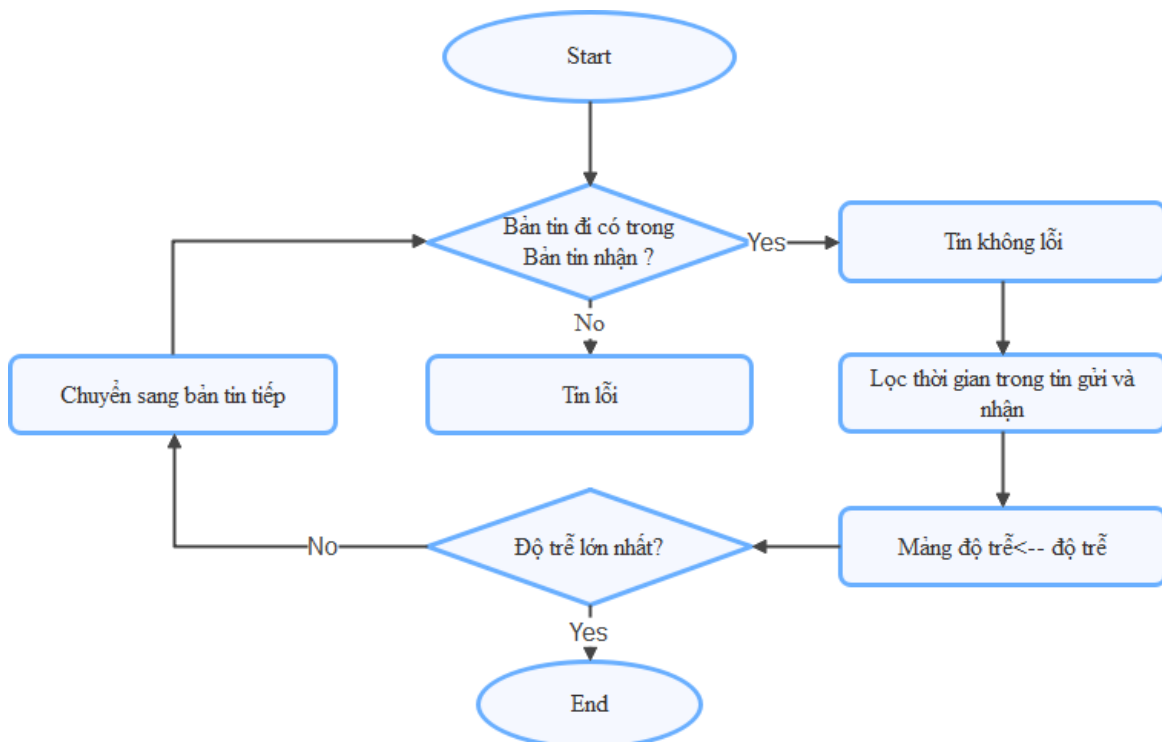 Start
Bản tin đi có trong
Bản tin nhận ?
Yes
Tin không lỗi
No
Chuyển sang bản tin tiếp
Tin lỗi
Lọc thời gian trong tin gửi và
nhận
No
Độ trễ lớn nhất?
Mảng độ trễ<-- độ trễ
Yes
End